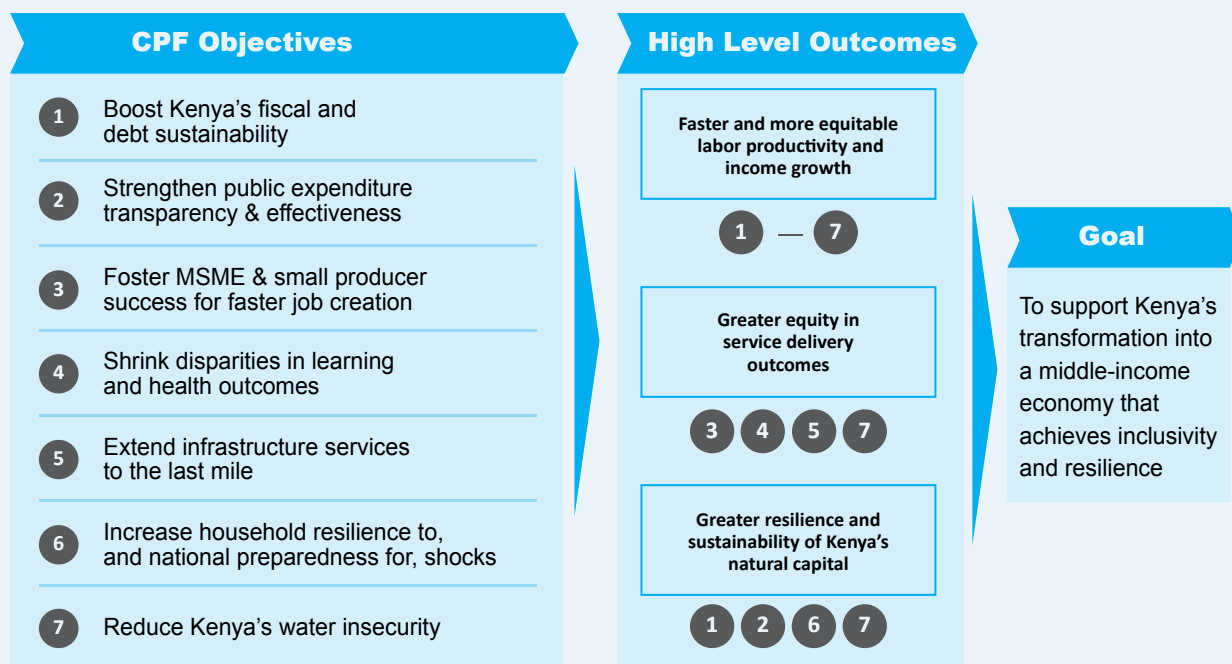 CPF Objectives
1
Boost Kenya's fiscal and
debt sustainability
2
Strengthen public expenditure
transparency & effectiveness
3
Foster MSME & small producer
success for faster job creation
4
Shrink disparities in learning
and health outcomes
5
Extend infrastructure services
to the last mile
6
Increase household resilience to,
and national preparedness for, shocks
7
Reduce Kenya's water insecurity
High Level Outcomes
Faster and more equitable
labor productivity and
income growth
1 — 7
Greater equity in
service delivery
outcomes
3 4 5 7
Greater resilience and
sustainability of Kenya's
natural capital
1 2 6 7
Goal
To support Kenya's
transformation into
a middle-income
economy that
achieves inclusivity
and resilience